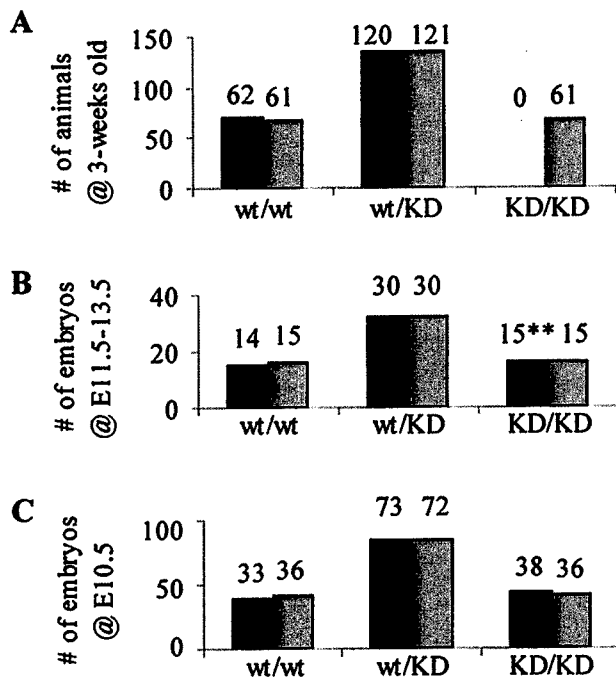 A
# of animals
@ 3-weeks old
150
100
50
0
62 61
120 121
0 61
wt/wt
wt/KD
KD/KD
B
# of embryos
@ E11.5-13.5
40
20
0
14 15
30 30
15** 15
wt/wt
wt/KD
KD/KD
C
# of embryos
@ E10.5
100
50
0
33 36
73 72
38 36
wt/wt
wt/KD
KD/KD